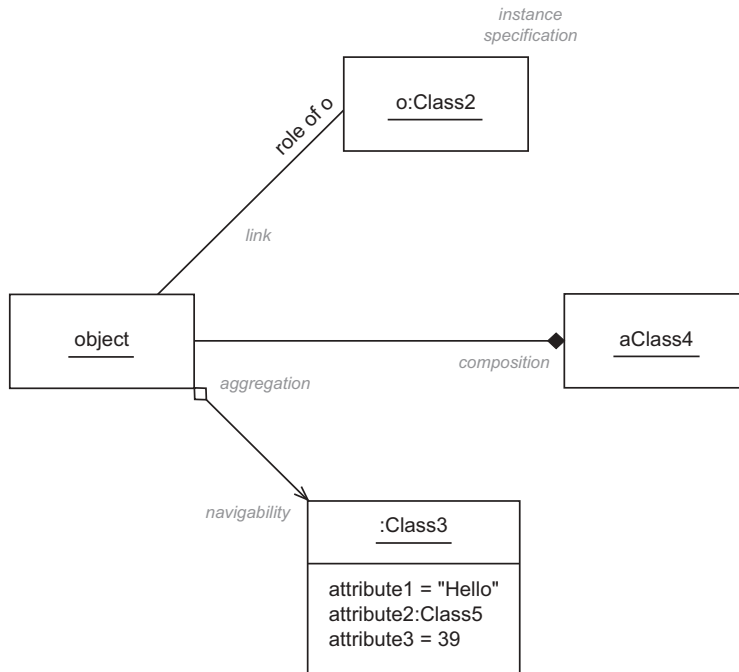 instance
specification
o:Class2
role of o
link
object
aClass4
composition
aggregation
navigability
:Class3
attribute1 = "Hello"
attribute2:Class5
attribute3 = 39